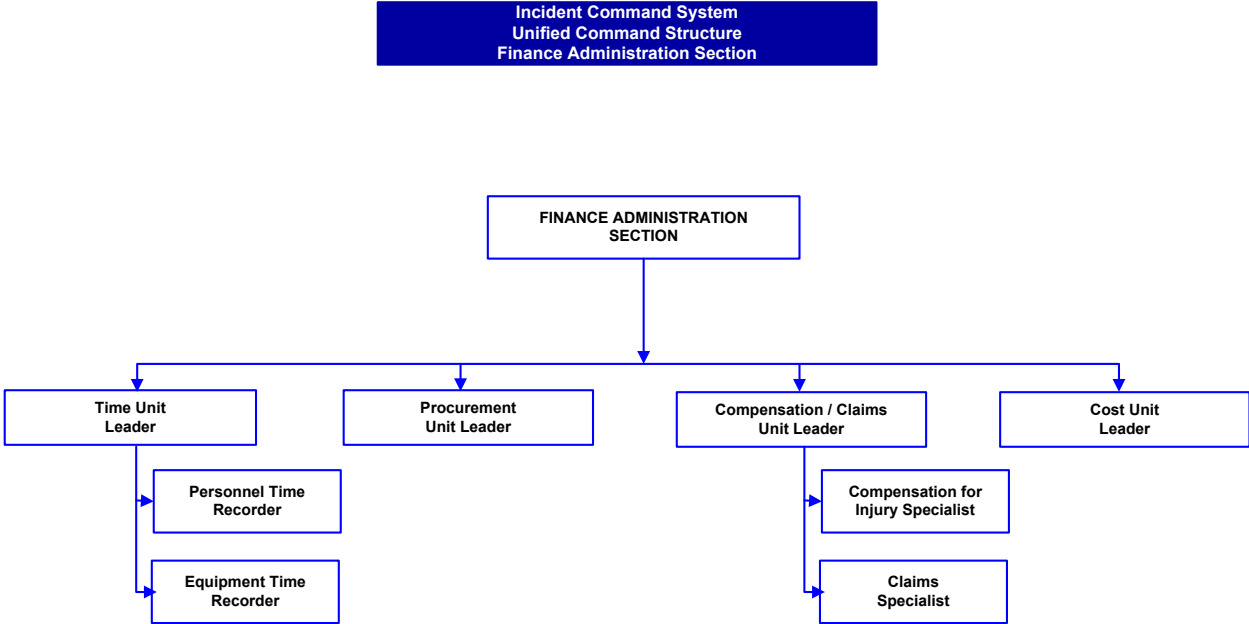 Incident Command System
Unified Command Structure
Finance Administration Section
FINANCE ADMINISTRATION
SECTION
Time Unit
Leader
Procurement
Unit Leader
Compensation / Claims
Unit Leader
Cost Unit
Leader
Personnel Time
Recorder
Compensation for
Injury Specialist
Equipment Time
Recorder
Claims
Specialist